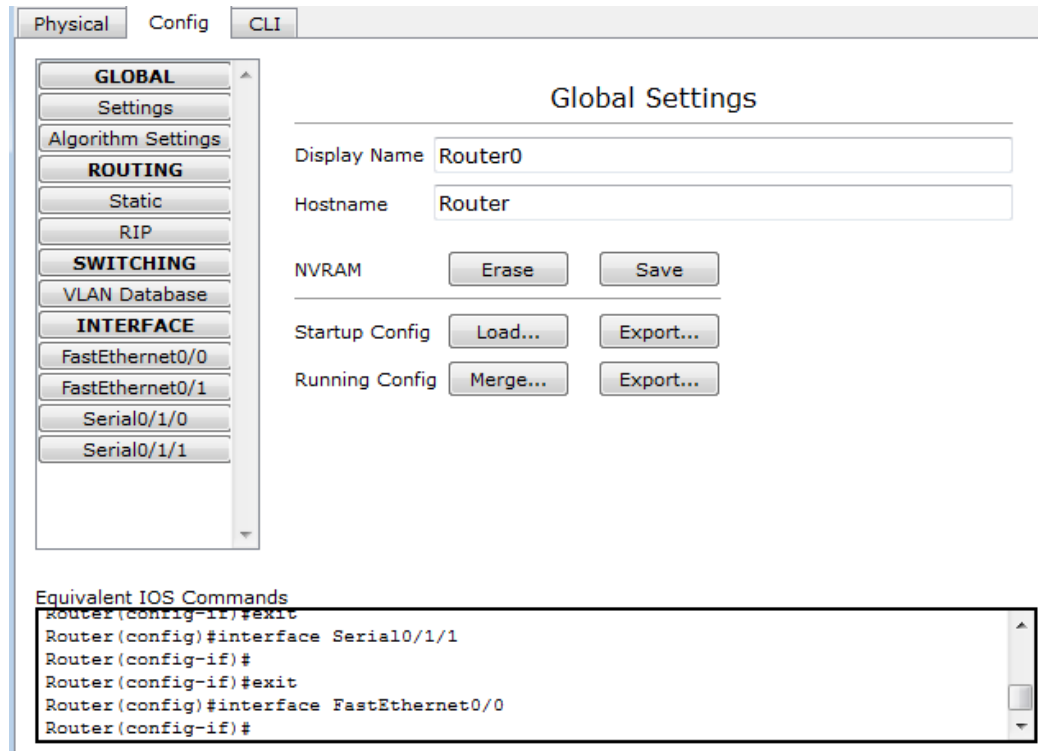 Physical
Config
CLI
GLOBAL
Settings
Algorithm Settings
ROUTING
Static
RIP
SWITCHING
VLAN Database
INTERFACE
FastEthernet0/0
FastEthernet0/1
Serial0/1/0
Serial0/1/1
Global Settings
Display Name Router0
Hostname Router
NVRAM Erase Save
Startup Config Load... Export...
Running Config Merge... Export...
Equivalent IOS Commands
Router(config-if)#exit
Router(config)#interface Serial0/1/1
Router(config-if)#
Router(config-if)#exit
Router(config)#interface FastEthernet0/0
Router(config-if)#